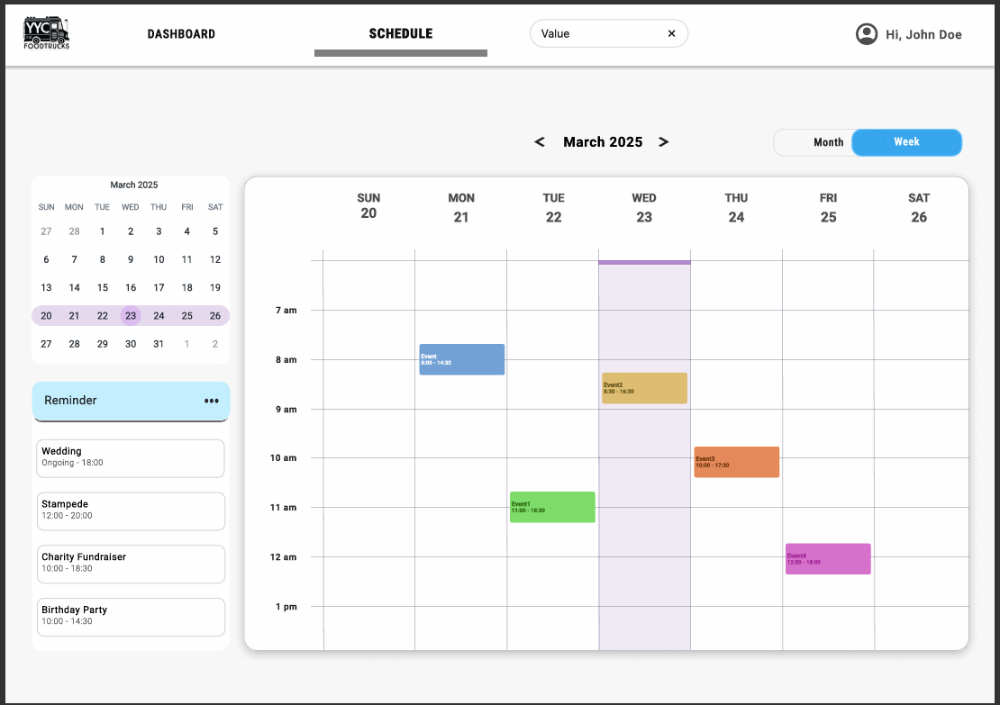 YYC
FOODTRUCKS
DASHBOARD
SCHEDULE
Value
Hi, John Doe
< March 2025 >
Month
Week
March 2025
SUN MON TUE WED THU FRI SAT
27 28 1 2 3 4 5
6 7 8 9 10 11 12
13 14 15 16 17 18 19
20 21 22 23 24 25 26
27 28 29 30 31 1 2
Reminder
Wedding
Ongoing - 18:00
Stampede
12:00 - 20:00
Charity Fundraiser
10:00 - 18:30
Birthday Party
10:00 - 14:30
SUN MON TUE WED THU FRI SAT
20 21 22 23 24 25 26
7 am
8 am
9 am
10 am
11 am
12 am
1 pm
Event
8:00 - 14:30
Event2
8:30 - 16:30
Event3
10:00 - 17:30
Event1
11:00 - 18:30
Event4
12:00 - 18:00